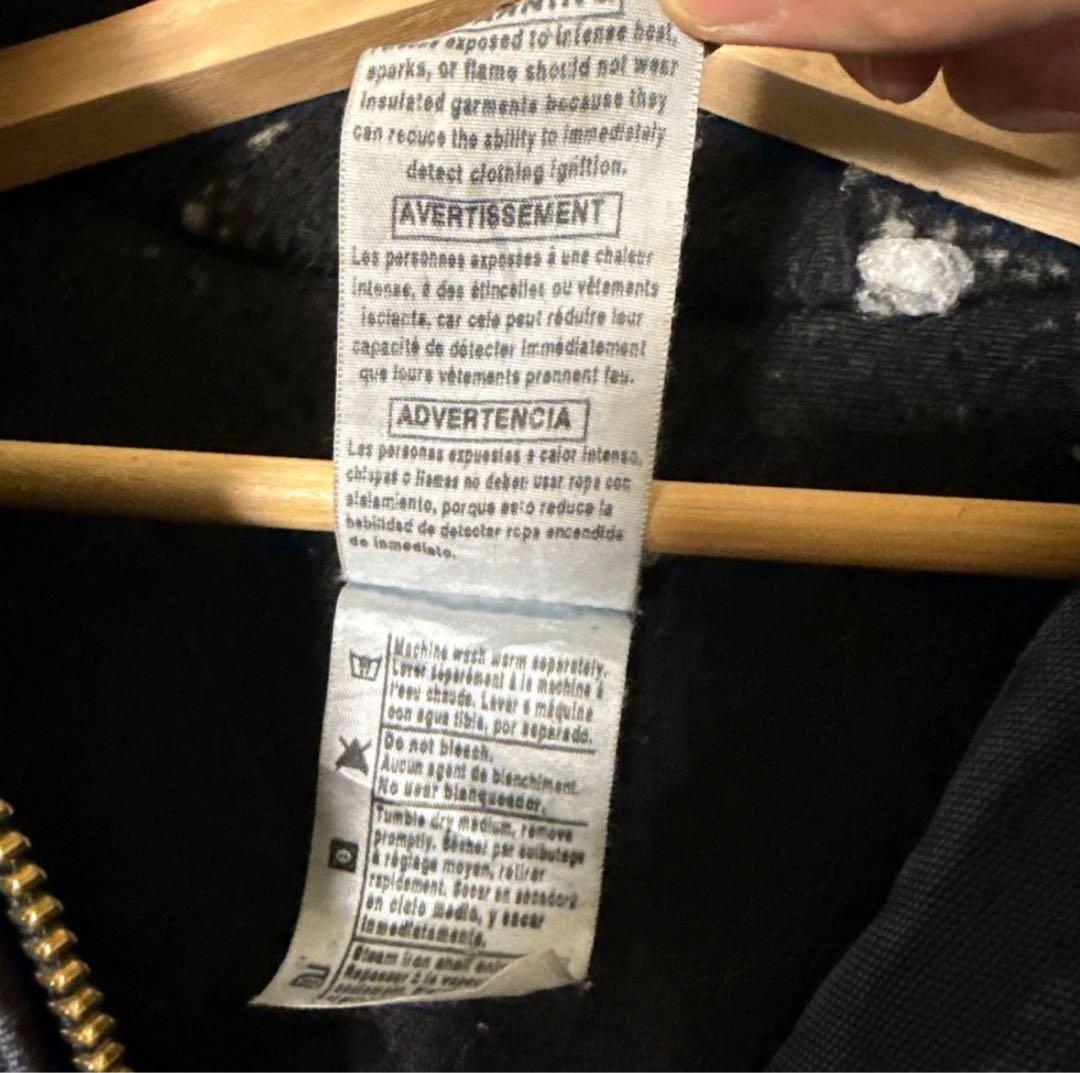 exposed to intense heat,
sparks, or flame should not wear
insulated garments because they
can reduce the ability to immediately
detect clothing ignition.
AVERTISSEMENT
Les personnes exposées à une chaleur
intense, à des étincelles ou vêtements
isolants, car cela peut réduire leur
capacité de détecter immédiatement
que leurs vêtements prennent feu.
ADVERTENCIA
Las personas expuestas a calor intenso,
chispas o llamas no deben usar ropa con
aislamiento, porque esto reduce la
habilidad de detectar ropa encendida
de inmediato.
Machine wash warm separately.
Laver séparément à la machine à
l'eau chaude. Lavar a máquina
con agua tibia, por separado.
Do not bleach.
Aucun agent de blanchiment.
No usar blanqueador.
Tumble dry medium, remove
promptly. Sécher par culbutage
à réglage moyen, retirer
rapidement. Secar en secadora
en ciclo medio, y sacar
inmediatamente.
Steam iron
Repasser à la vapeur